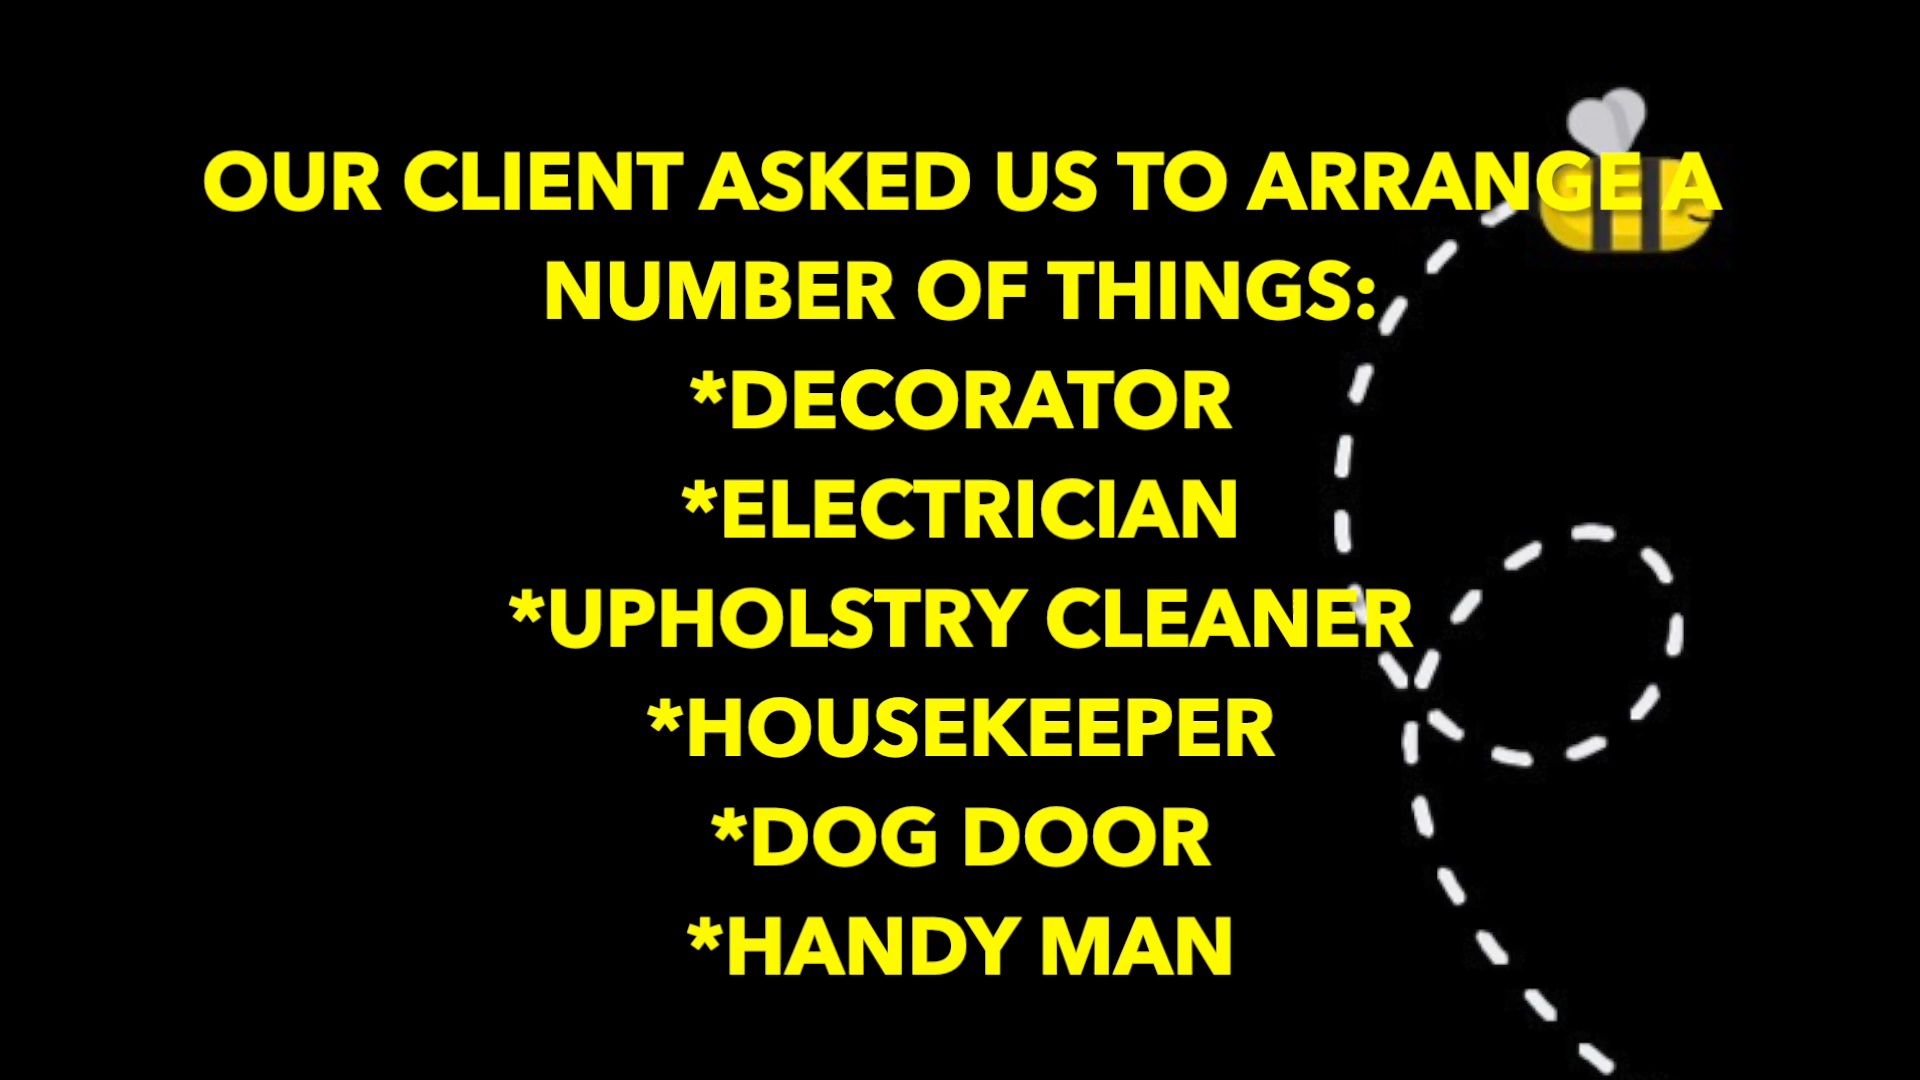 OUR CLIENT ASKED US TO ARRANGE A
NUMBER OF THINGS:
*DECORATOR
*ELECTRICIAN
*UPHOLSTRY CLEANER
*HOUSEKEEPER
*DOG DOOR
*HANDY MAN